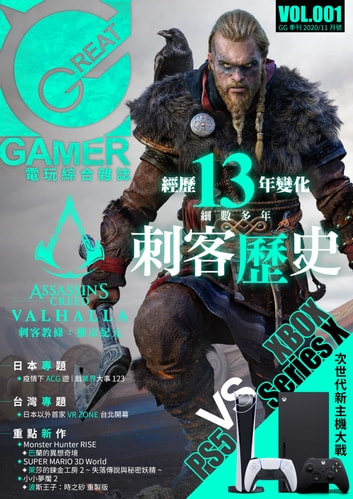 VOL.001
GG 季刊 2020/11 月號
GREAT
GAMER
電玩綜合雜誌
經歷13年變化
細數多年
刺客歷史
ASSASSIN'S
CREED
VALHALLA
刺客教條：維京紀元
日本專題
疫情下 ACG 遊 | 戲業界大事 123
台灣專題
日本以外首家 VR ZONE 台北開幕
重點新作
Monster Hunter RISE
巴蘭的異想奇境
SUPER MARIO 3D World
萊莎的鍊金工房 2 ~ 失落傳說與秘密妖精 ~
小小夢魘 2
波斯王子：時之砂 重製版
PS5 VS XBOX Series X
次世代新主機大戰